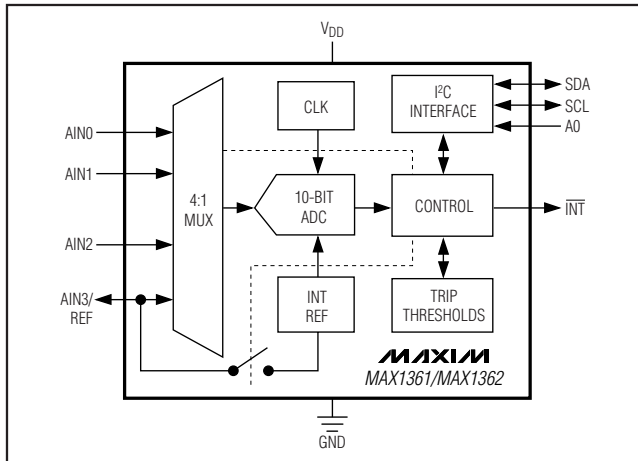 VDD
CLK
I²C
INTERFACE
SDA
SCL
A0
AIN0
AIN1
AIN2
AIN3/
REF
4:1
MUX
10-BIT
ADC
CONTROL
INT
INT
REF
TRIP
THRESHOLDS
MAXIM
MAX1361/MAX1362
GND